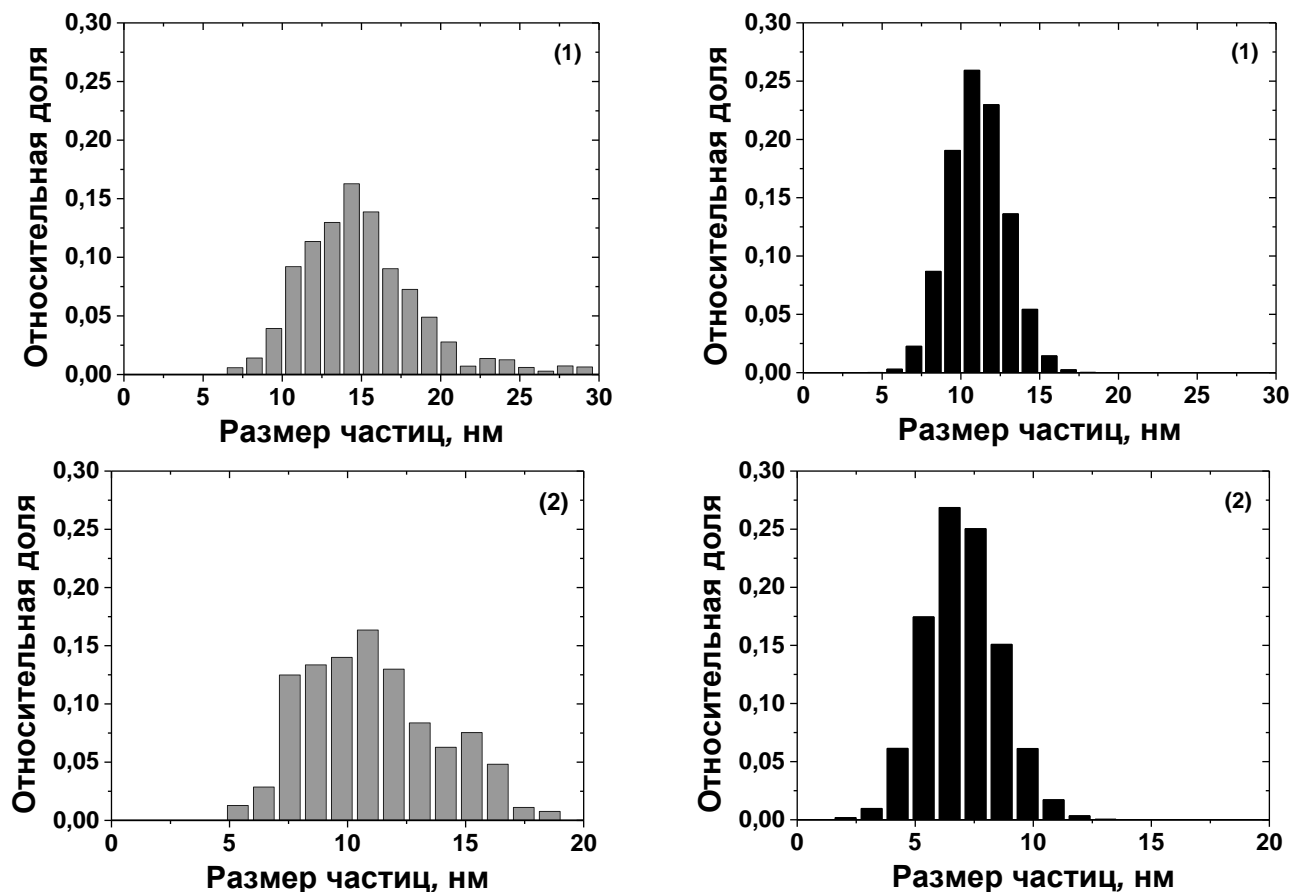 0,30
0,25
0,20
0,15
0,10
0,05
0,00
Относительная доля
(1)
0 5 10 15 20 25 30
Размер частиц, нм
0,30
0,25
0,20
0,15
0,10
0,05
0,00
Относительная доля
(1)
0 5 10 15 20 25 30
Размер частиц, нм
0,30
0,25
0,20
0,15
0,10
0,05
0,00
Относительная доля
(2)
0 5 10 15 20
Размер частиц, нм
0,30
0,25
0,20
0,15
0,10
0,05
0,00
Относительная доля
(2)
0 5 10 15 20
Размер частиц, нм